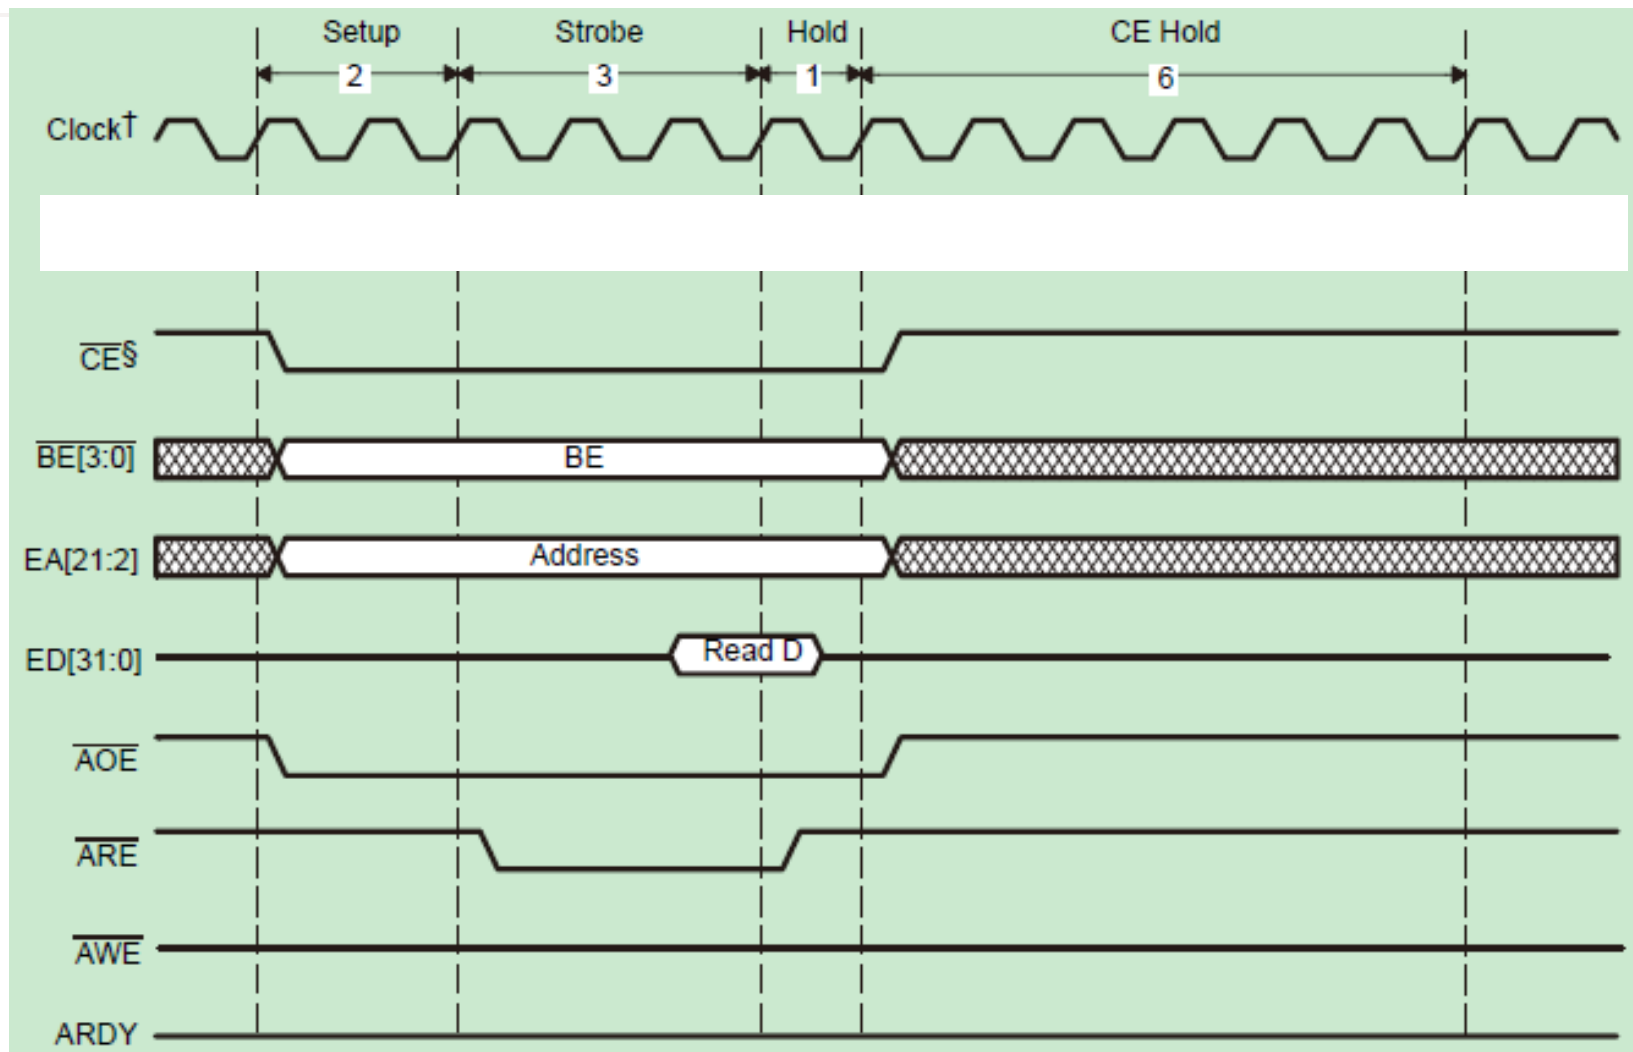 Setup Strobe Hold CE Hold
2 3 1 6
Clock†
CE§
BE[3:0] BE
EA[21:2] Address
ED[31:0] Read D
AOE
ARE
AWE
ARDY